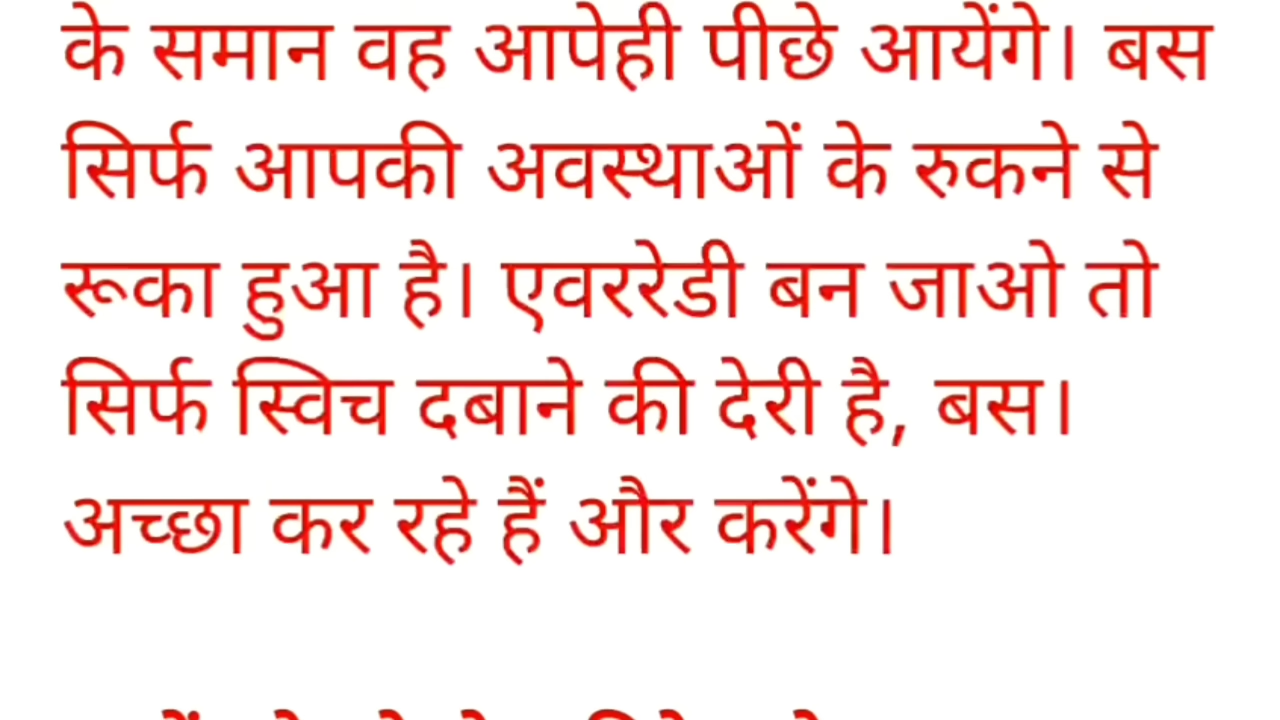 के समान वह आपेही पीछे आयेंगे। बस
सिर्फ आपकी अवस्थाओं के रुकने से
रूका हुआ है। एवररेडी बन जाओ तो
सिर्फ स्विच दबाने की देरी है, बस।
अच्छा कर रहे हैं और करेंगे।